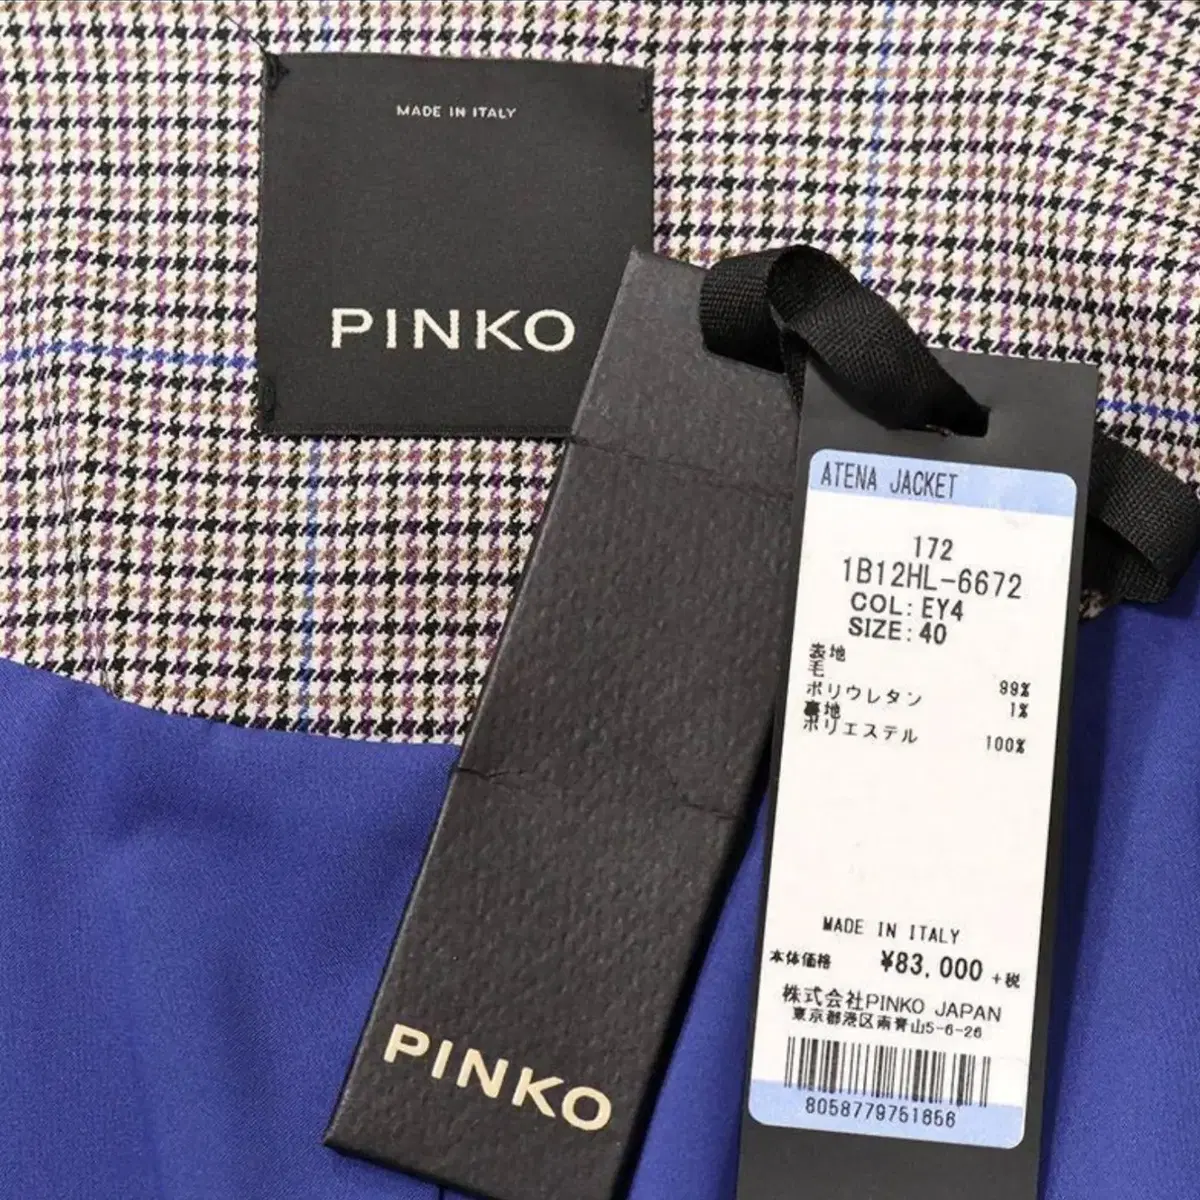 MADE IN ITALY
PINKO
ATENA JACKET
172
1B12HL-6672
COL: EY4
SIZE: 40
表地
毛 99%
ポリウレタン 1%
裏地
ポリエステル 100%
MADE IN ITALY
本体価格 ¥83,000 +税
株式会社PINKO JAPAN
東京都港区南青山5-6-26
8058779751656
PINKO